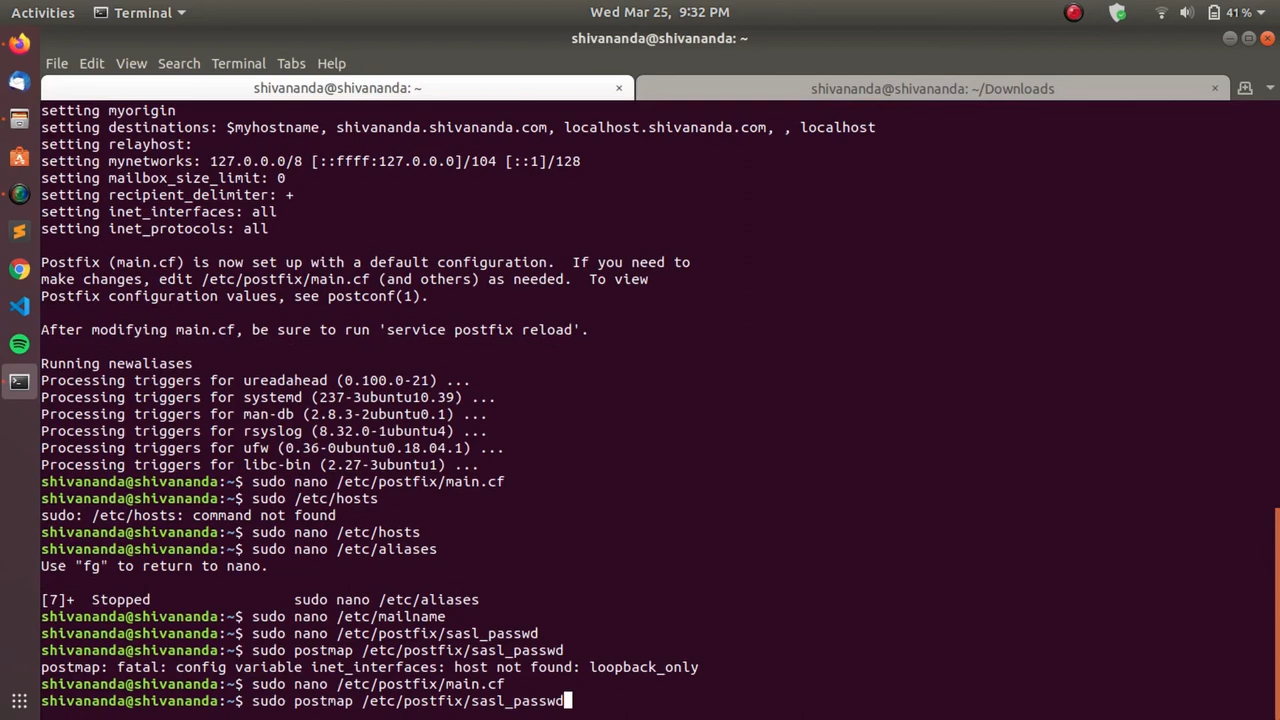 Activities
Terminal
Wed Mar 25, 9:32 PM
41%
shivananda@shivananda: ~
File Edit View Search Terminal Tabs Help
shivananda@shivananda: ~
shivananda@shivananda: ~/Downloads
setting myorigin
setting destinations: $myhostname, shivananda.shivananda.com, localhost.shivananda.com, , localhost
setting relayhost:
setting mynetworks: 127.0.0.0/8 [::ffff:127.0.0.0]/104 [::1]/128
setting mailbox_size_limit: 0
setting recipient_delimiter: +
setting inet_interfaces: all
setting inet_protocols: all
Postfix (main.cf) is now set up with a default configuration.  If you need to
make changes, edit /etc/postfix/main.cf (and others) as needed.  To view
Postfix configuration values, see postconf(1).
After modifying main.cf, be sure to run 'service postfix reload'.
Running newaliases
Processing triggers for ureadahead (0.100.0-21) ...
Processing triggers for systemd (237-3ubuntu10.39) ...
Processing triggers for man-db (2.8.3-2ubuntu0.1) ...
Processing triggers for rsyslog (8.32.0-1ubuntu4) ...
Processing triggers for ufw (0.36-0ubuntu0.18.04.1) ...
Processing triggers for libc-bin (2.27-3ubuntu1) ...
shivananda@shivananda:~$ sudo nano /etc/postfix/main.cf
shivananda@shivananda:~$ sudo /etc/hosts
sudo: /etc/hosts: command not found
shivananda@shivananda:~$ sudo nano /etc/hosts
shivananda@shivananda:~$ sudo nano /etc/aliases
Use "fg" to return to nano.
[7]+  Stopped                 sudo nano /etc/aliases
shivananda@shivananda:~$ sudo nano /etc/mailname
shivananda@shivananda:~$ sudo nano /etc/postfix/sasl_passwd
shivananda@shivananda:~$ sudo postmap /etc/postfix/sasl_passwd
postmap: fatal: config variable inet_interfaces: host not found: loopback_only
shivananda@shivananda:~$ sudo nano /etc/postfix/main.cf
shivananda@shivananda:~$ sudo postmap /etc/postfix/sasl_passwd